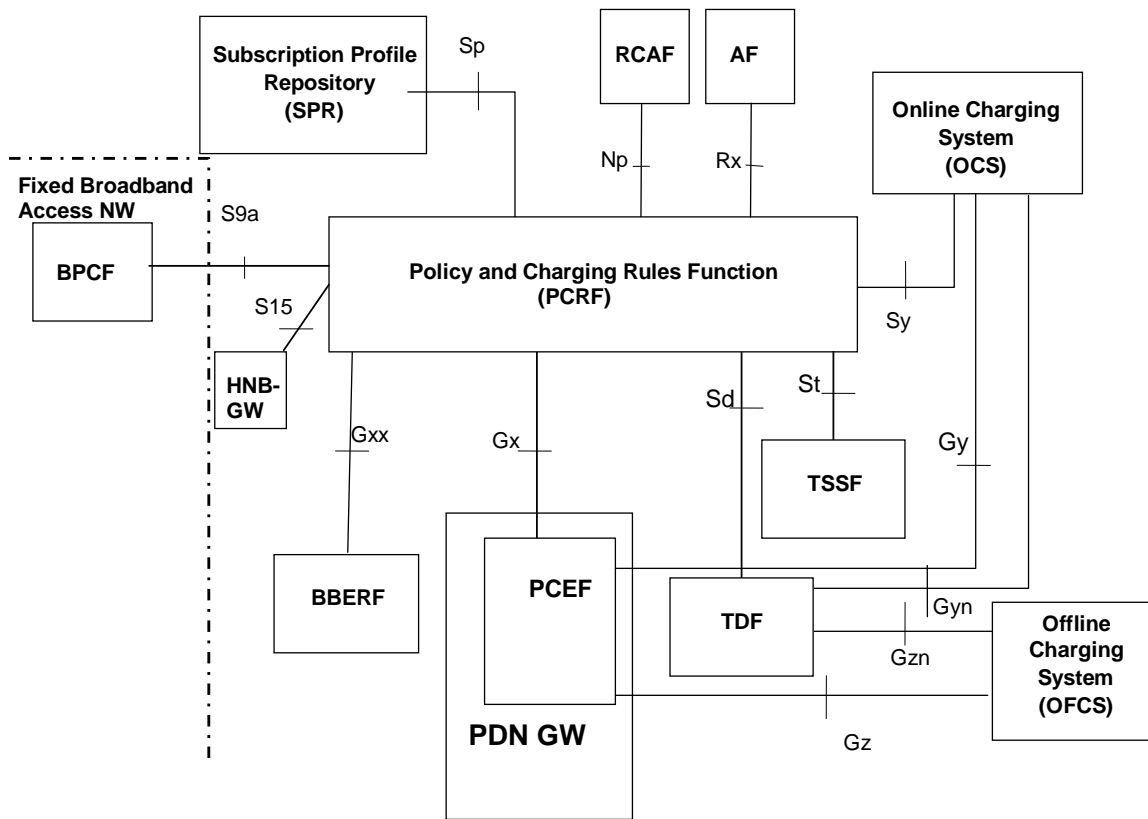 Subscription Profile
Repository
(SPR)
Sp
RCAF
AF
Online Charging
System
(OCS)
Np
Rx
Fixed Broadband
Access NW
BPCF
S9a
Policy and Charging Rules Function
(PCRF)
S15
Sy
HNB-
GW
Gxx
Gx
Sd
St
Gy
TSSF
BBERF
PCEF
TDF
Gyn
Gzn
Offline
Charging
System
(OFCS)
PDN GW
Gz